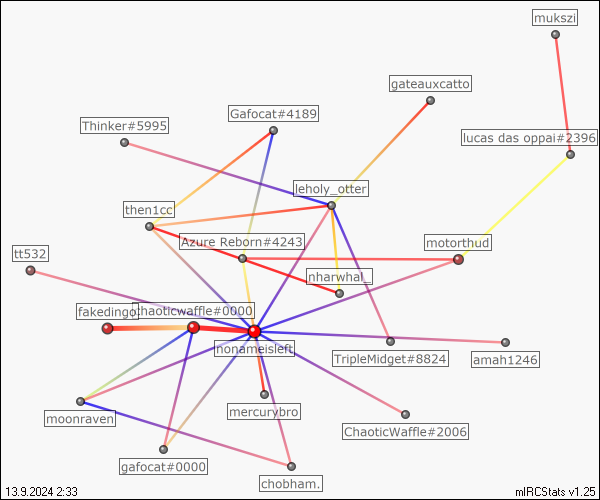 mukszi
gateauxcatto
Gafocat#4189
Thinker#5995
lucas das oppai#2396
leholy_otter
then1cc
Azure Reborn#4243
motorthud
tt532
nharwhal_
fakedingo
Chaoticwaffle#0000
nonameisleft
TripleMidget#8824
amah1246
mercurybro
moonraven
ChaoticWaffle#2006
gafocat#0000
chobham.
13.9.2024 2:33
mIRCStats v1.25